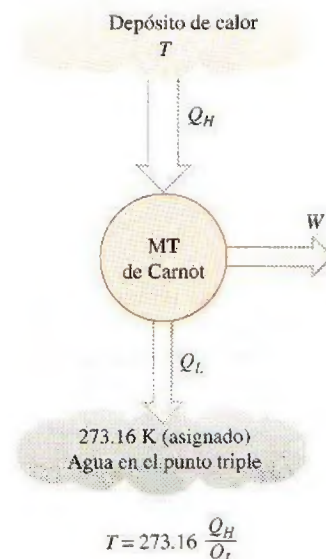 Depósito de calor
T
Q_H
W
MT
de Carnot
Q_L
273.16 K (asignado)
Agua en el punto triple
T = 273.16 Q_H / Q_L